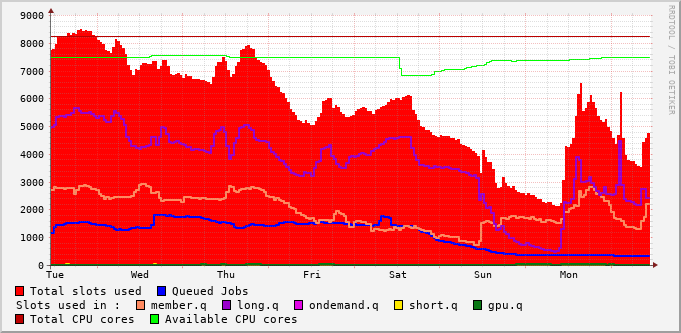 9000
8000
7000
6000
5000
4000
3000
2000
1000
0
Tue Wed Thu Fri Sat Sun Mon
RRDTOOL / TOBI OETIKER
Total slots used Queued Jobs
Slots used in : member.q long.q ondemand.q short.q gpu.q
Total CPU cores Available CPU cores